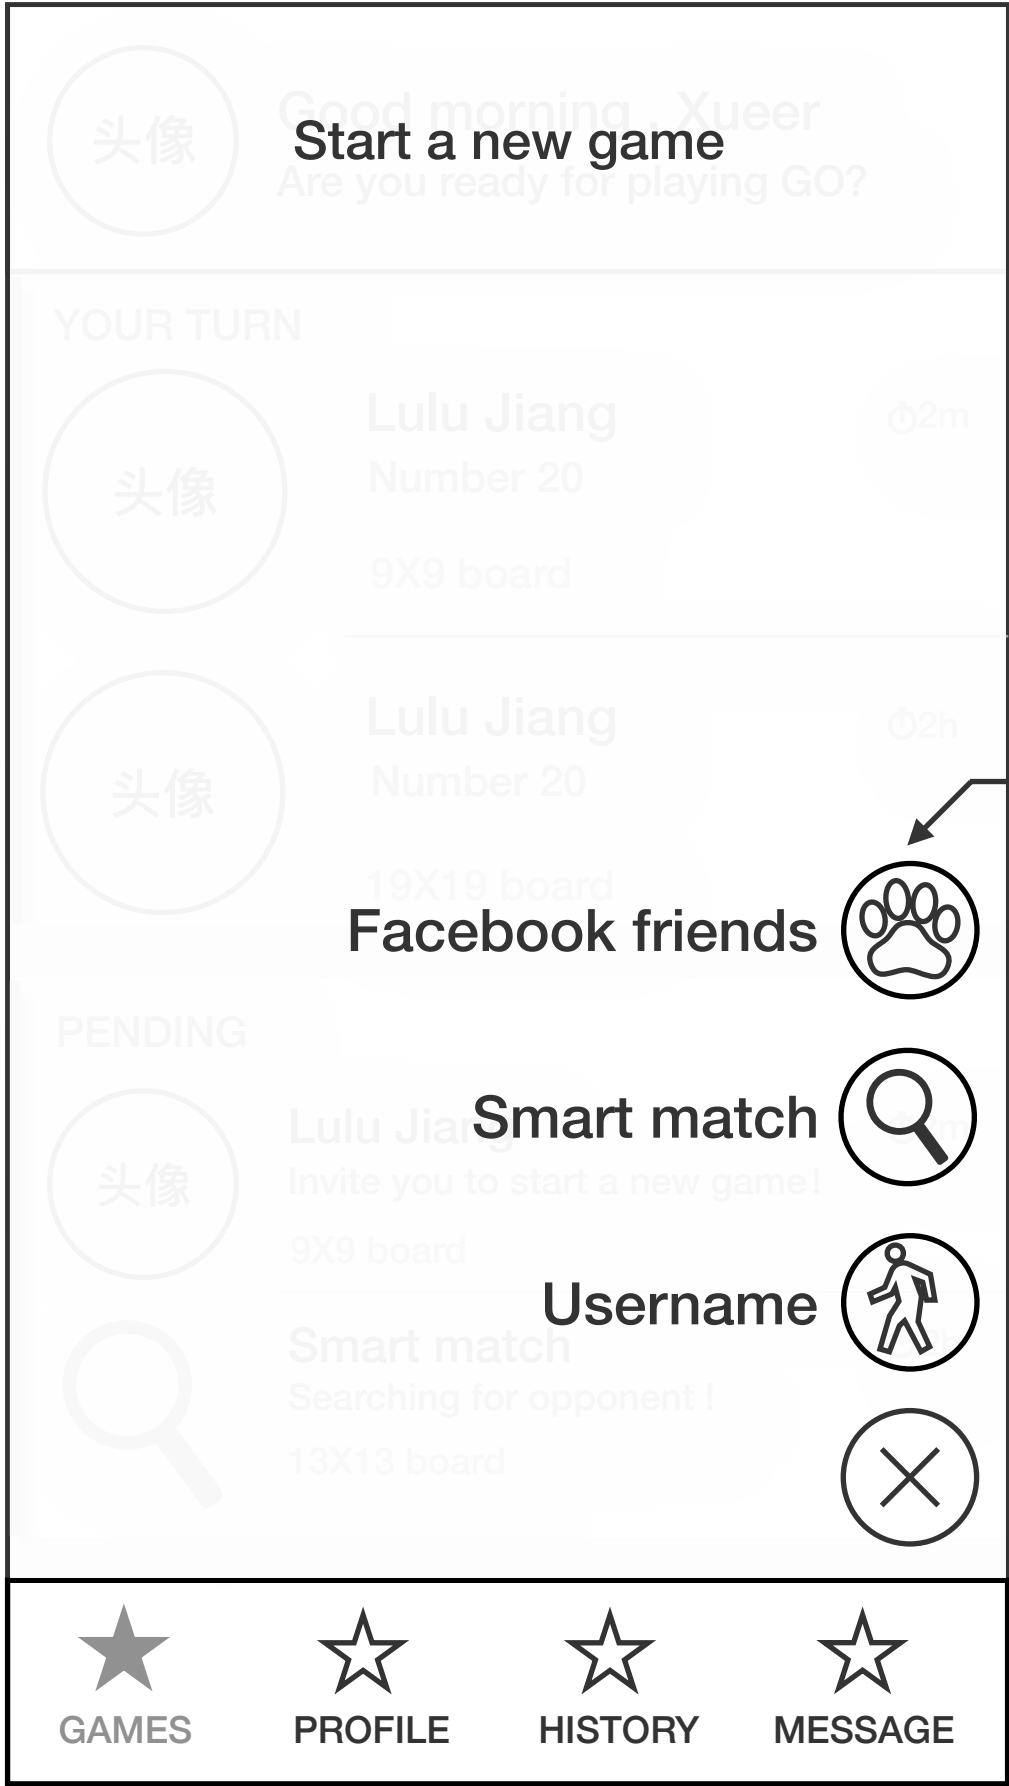 头像
Good morning , Xueer
Start a new game
Are you ready for playing GO?
YOUR TURN
头像
Lulu Jiang
2m
Number 20
9X9 board
头像
Lulu Jiang
2h
Number 20
19X19 board
Facebook friends
PENDING
头像
Lulu Jiang
Smart match
Invite you to start a new game!
9X9 board
Username
Smart match
Searching for opponent !
13X13 board
GAMES
PROFILE
HISTORY
MESSAGE